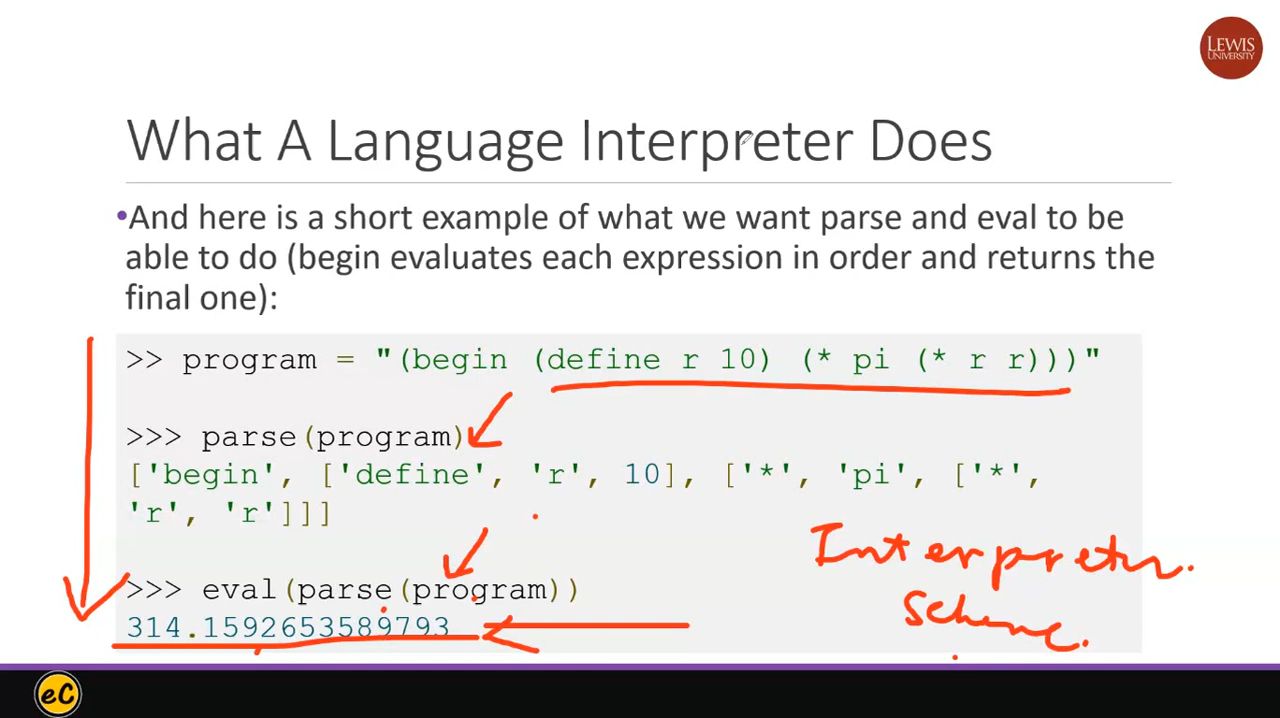 LEWIS
UNIVERSITY
What A Language Interpreter Does
•And here is a short example of what we want parse and eval to be
able to do (begin evaluates each expression in order and returns the
final one):
>> program = "(begin (define r 10) (* pi (* r r)))"
>>> parse(program)
['begin', ['define', 'r', 10], ['*', 'pi', ['*',
'r', 'r']]]
>>> eval(parse(program))
314.1592653589793
Interpreter.
Scheme.
eC